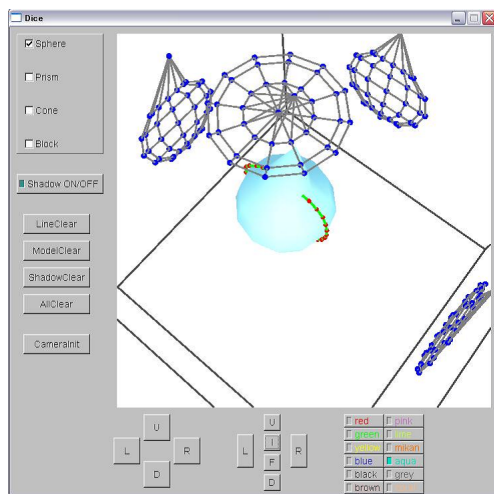 Dice
Sphere
Prism
Cone
Block
Shadow ON/OFF
LineClear
ModelClear
ShadowClear
AllClear
CameraInit
U
L
R
D
U
L
I
R
F
D
red
pink
green
yellow
mikan
blue
aqua
black
grey
brown